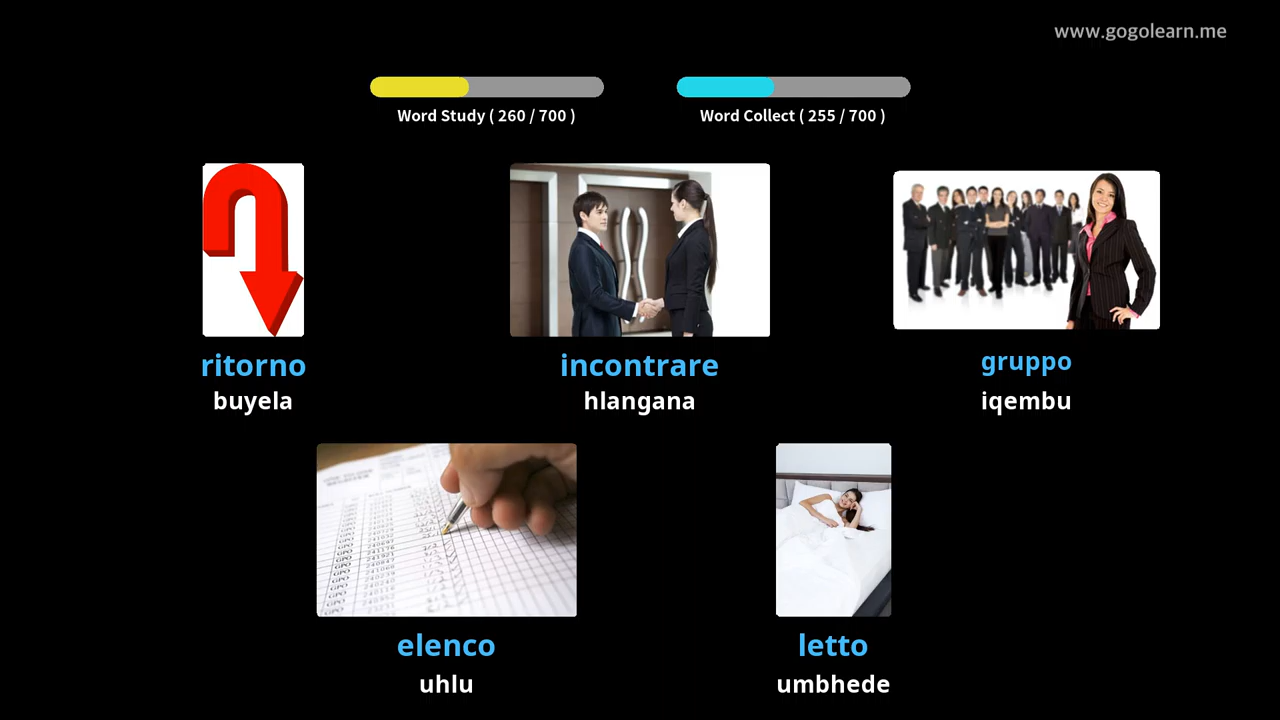 www.gogolearn.me
Word Study ( 260 / 700 )
Word Collect ( 255 / 700 )
ritorno
buyela
incontrare
hlangana
gruppo
iqembu
elenco
uhlu
letto
umbhede